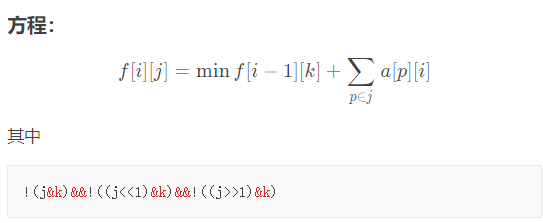 方程：
f[i][j] = min f[i − 1][k] + ∑ a[p][i]
p∈j
其中
!(j&k)&&!((j<<1)&k)&&!((j>>1)&k)